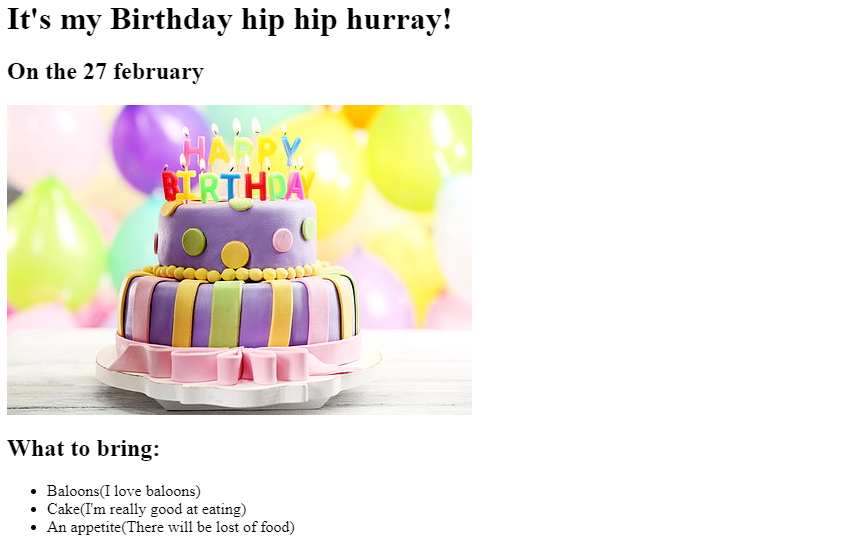 It's my Birthday hip hip hurray!
On the 27 february
HAPPY
BIRTHDAY
What to bring:
Baloons(I love baloons)
Cake(I'm really good at eating)
An appetite(There will be lost of food)